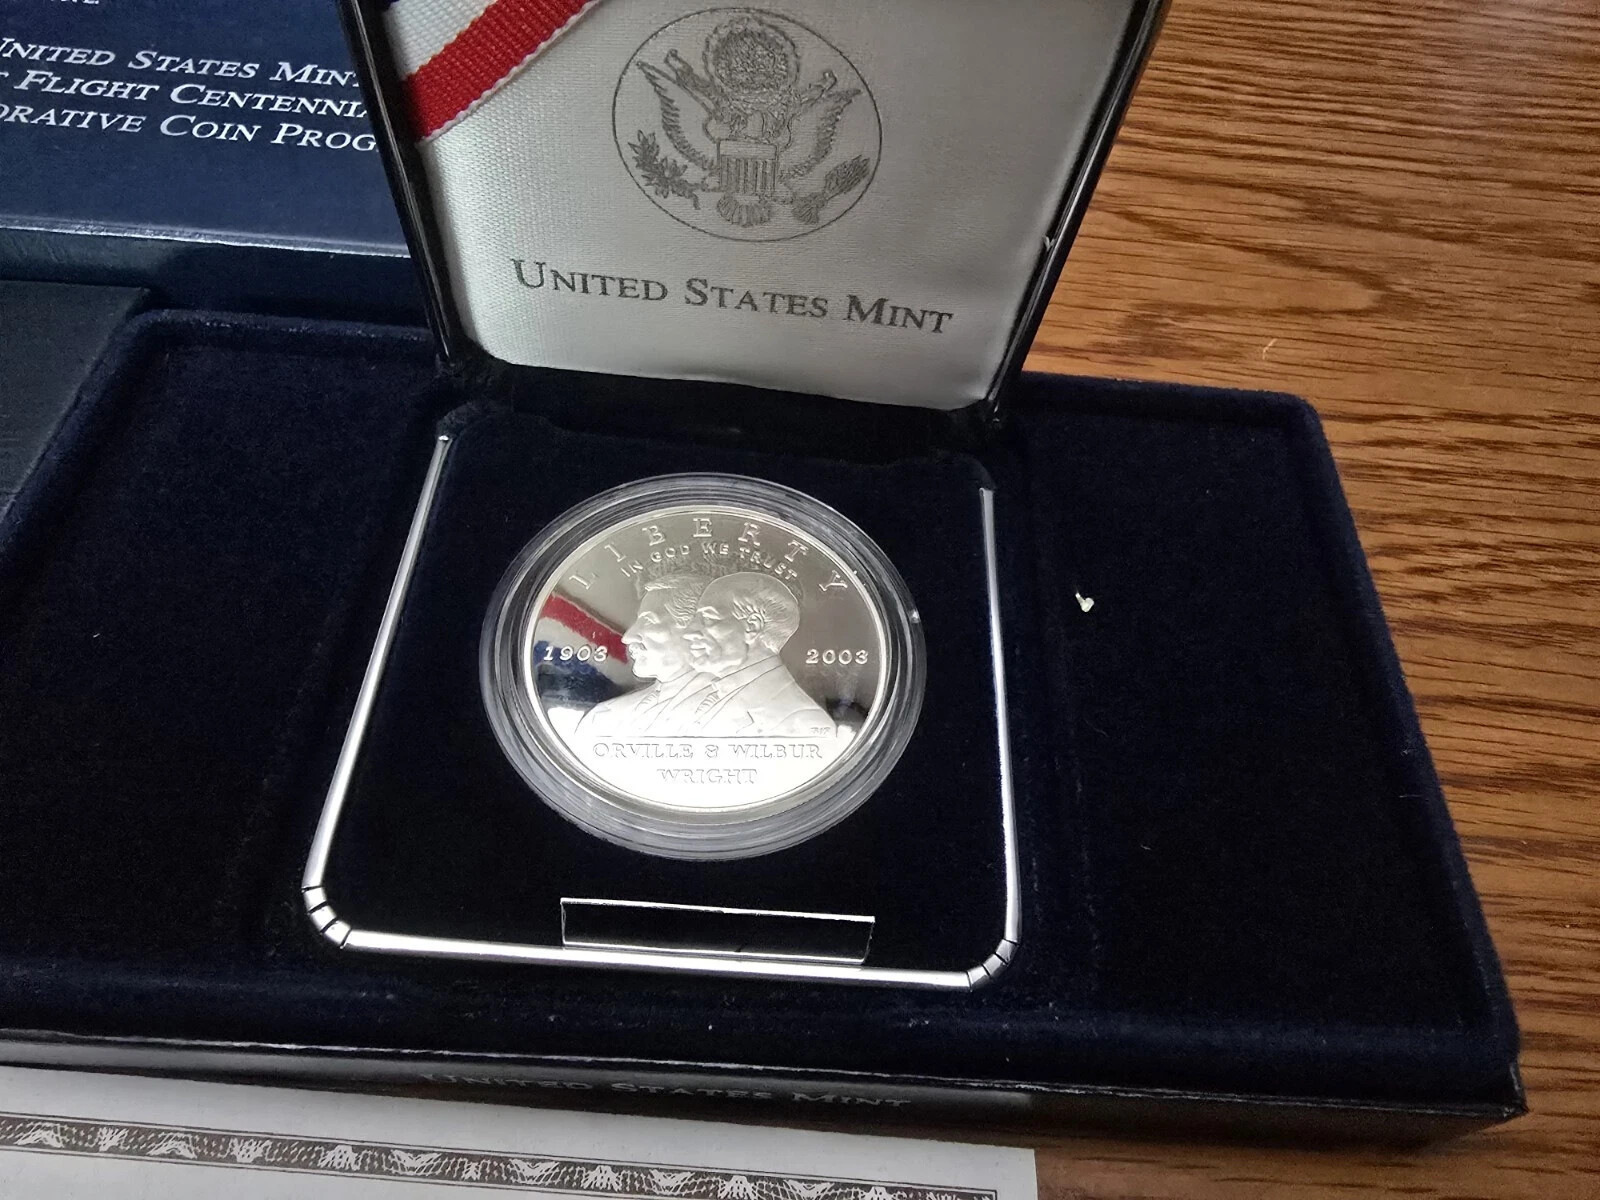 UNITED STATES MINT
FLIGHT CENTENNIA
ORATIVE COIN PROG
UNITED STATES MINT
LIBERTY
IN GOD WE TRUST
1903 2003
ORVILLE & WILBUR
WRIGHT
UNITED STATES MINT